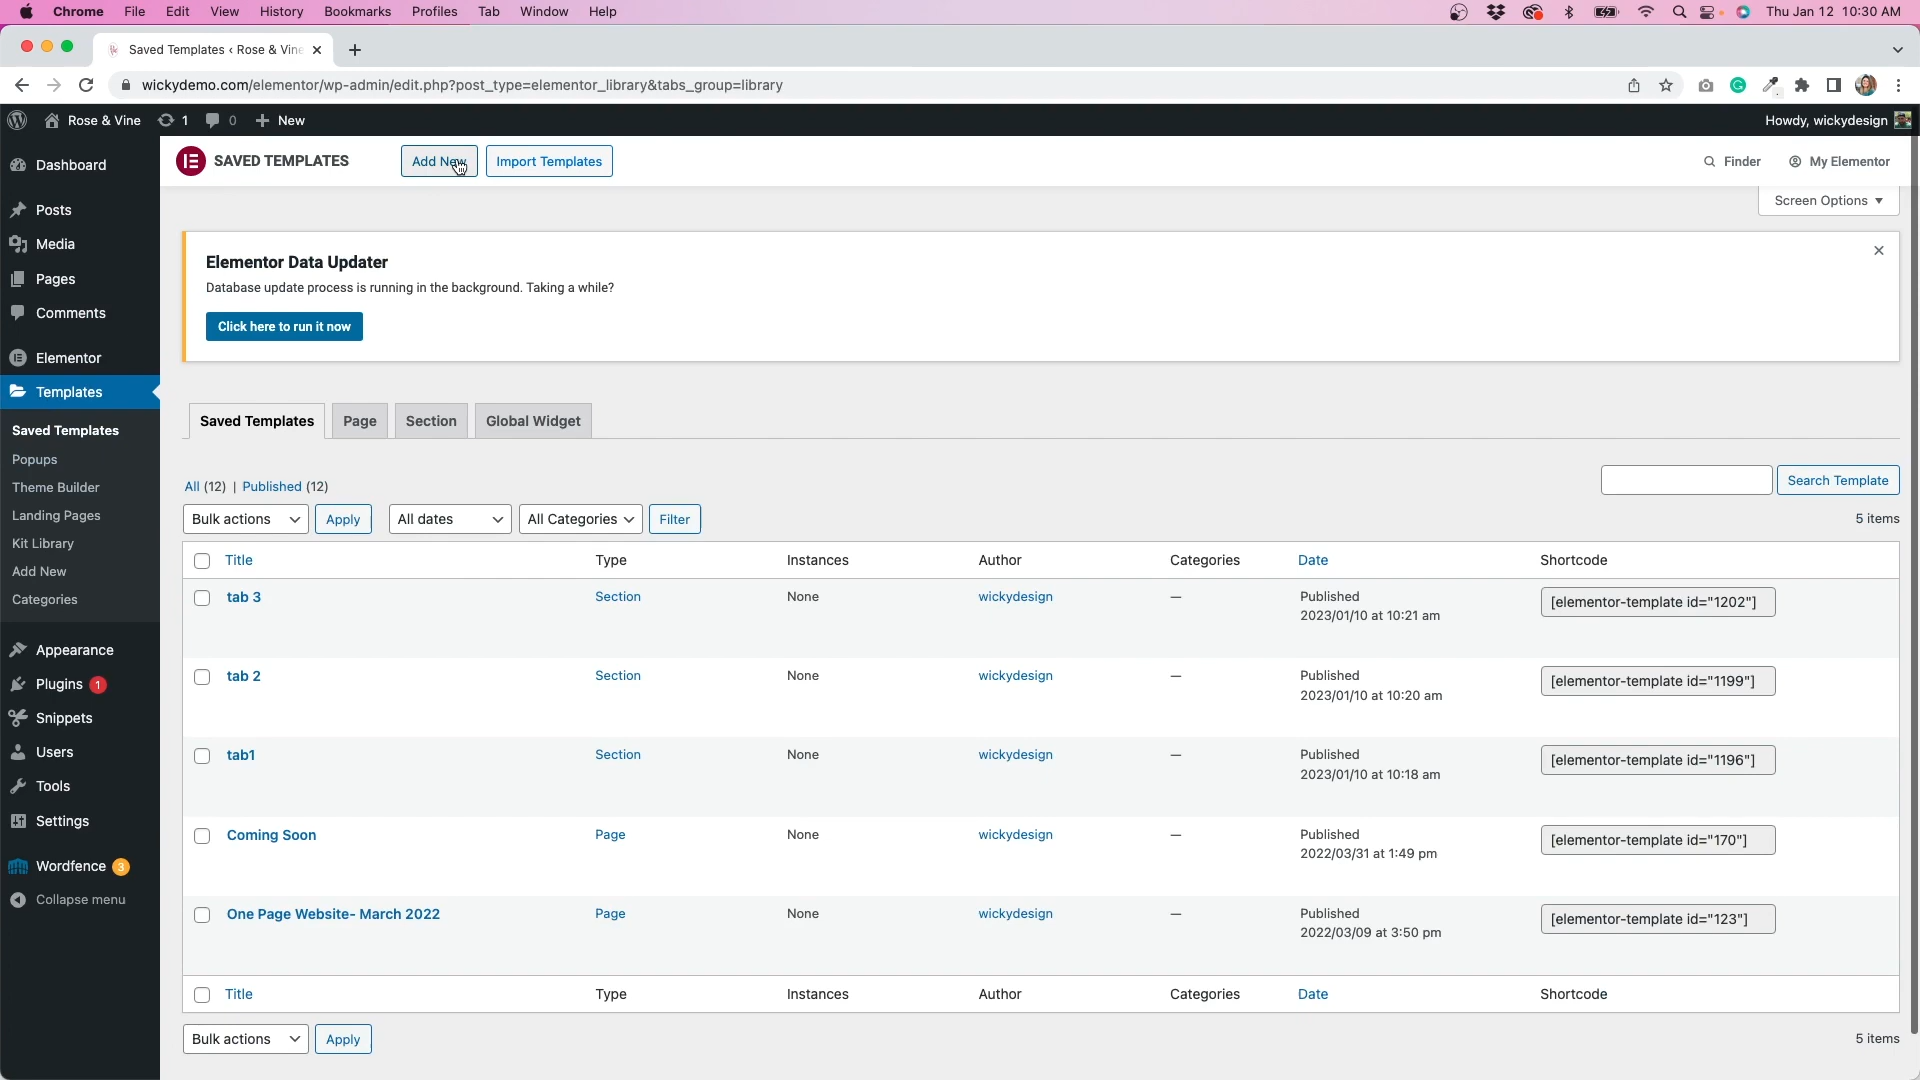 Chrome File Edit View History Bookmarks Profiles Tab Window Help Thu Jan 12 10:30 AM
Saved Templates ‹ Rose & Vine
wickydemo.com/elementor/wp-admin/edit.php?post_type=elementor_library&tabs_group=library
Rose & Vine 1 0 New Howdy, wickydesign
Dashboard
Posts
Media
Pages
Comments
Elementor
Templates
Saved Templates
Popups
Theme Builder
Landing Pages
Kit Library
Add New
Categories
Appearance
Plugins 1
Snippets
Users
Tools
Settings
Wordfence 3
Collapse menu
SAVED TEMPLATES Add New Import Templates Finder My Elementor
Screen Options
Elementor Data Updater
Database update process is running in the background. Taking a while?
Click here to run it now
Saved Templates Page Section Global Widget
All (12) | Published (12) Search Template
Bulk actions Apply All dates All Categories Filter 5 items
Title Type Instances Author Categories Date Shortcode
tab 3 Section None wickydesign — Published [elementor-template id="1202"]
2023/01/10 at 10:21 am
tab 2 Section None wickydesign — Published [elementor-template id="1199"]
2023/01/10 at 10:20 am
tab1 Section None wickydesign — Published [elementor-template id="1196"]
2023/01/10 at 10:18 am
Coming Soon Page None wickydesign — Published [elementor-template id="170"]
2022/03/31 at 1:49 pm
One Page Website- March 2022 Page None wickydesign — Published [elementor-template id="123"]
2022/03/09 at 3:50 pm
Title Type Instances Author Categories Date Shortcode
Bulk actions Apply 5 items